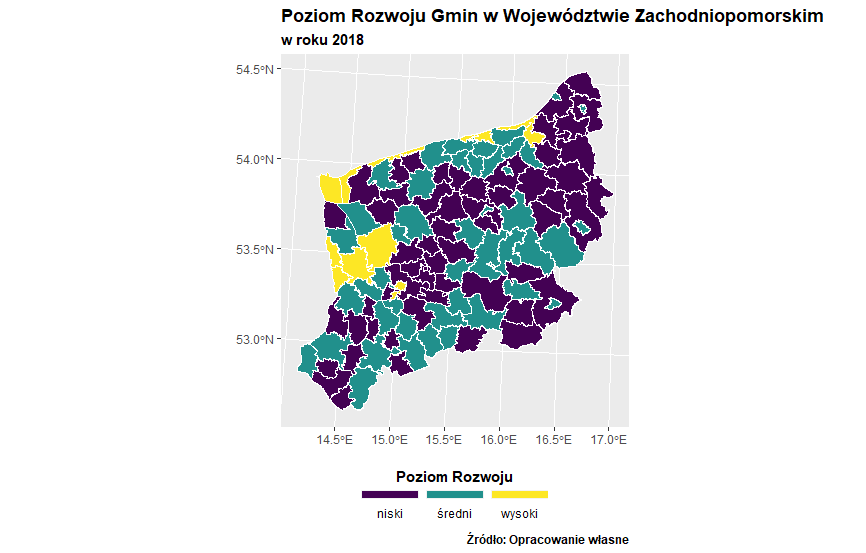 Poziom Rozwoju Gmin w Województwie Zachodniopomorskim
w roku 2018
54.5°N
54.0°N
53.5°N
53.0°N
14.5°E 15.0°E 15.5°E 16.0°E 16.5°E 17.0°E
Poziom Rozwoju
niski średni wysoki
Źródło: Opracowanie własne